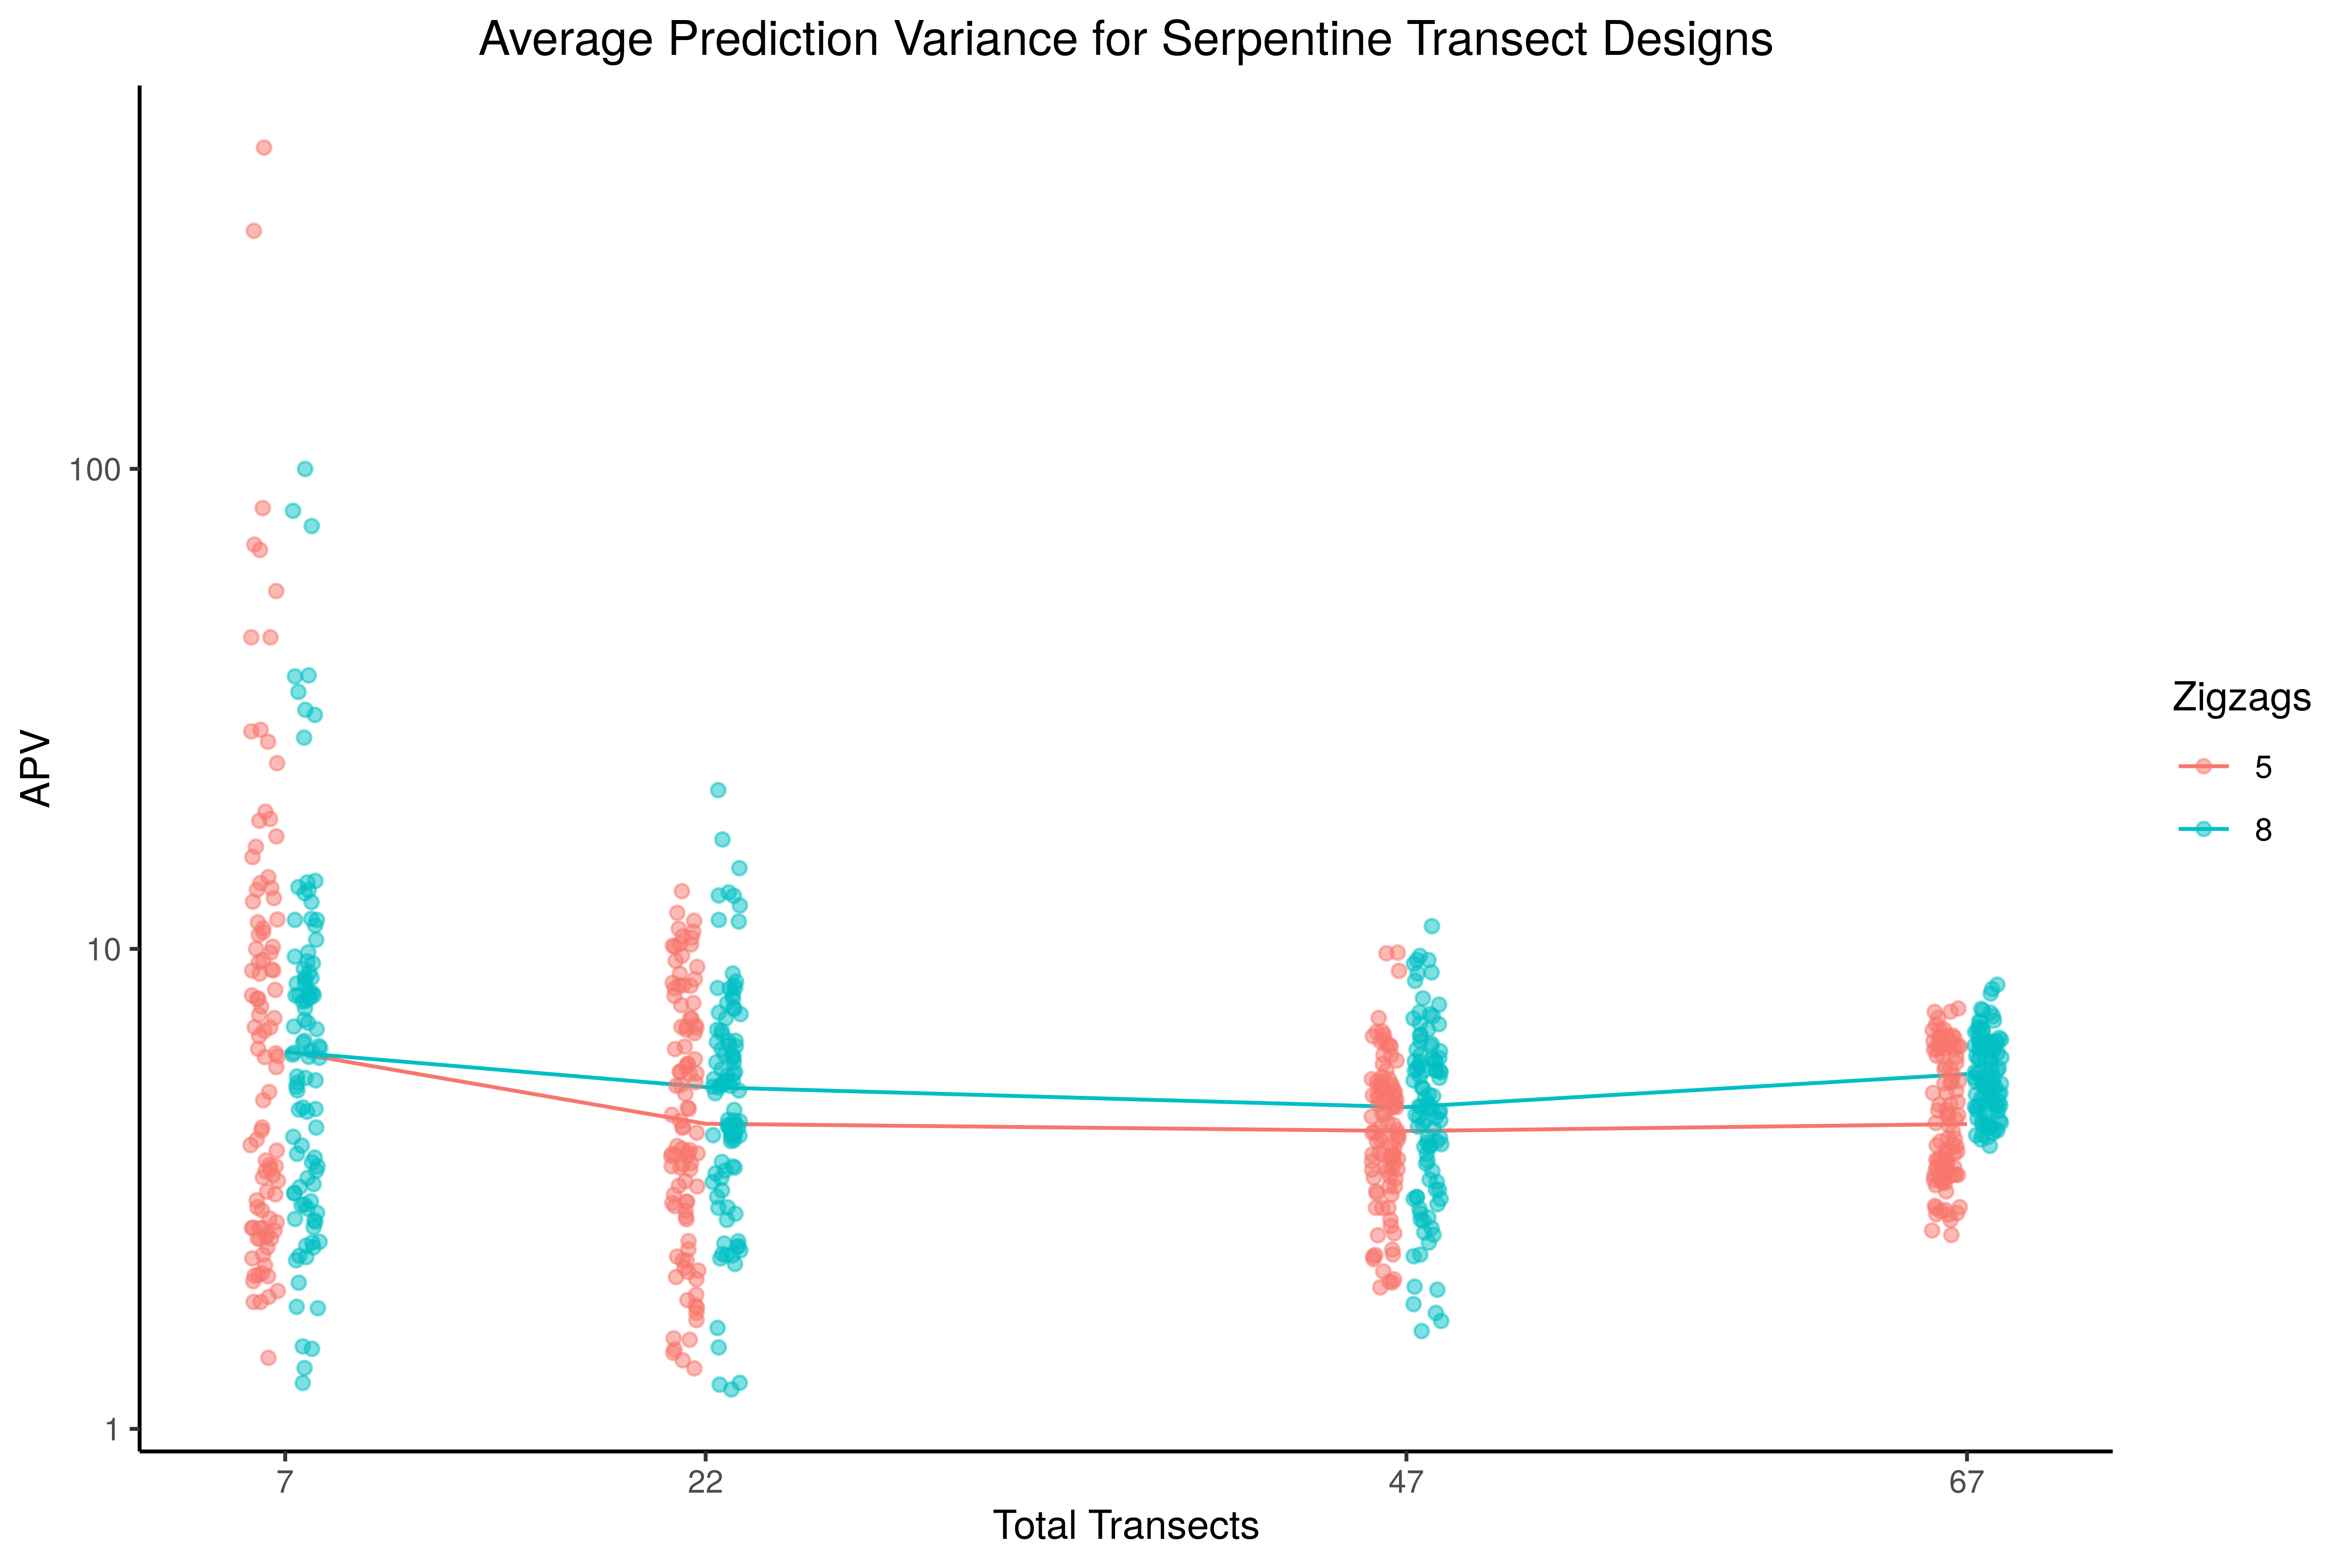 Average Prediction Variance for Serpentine Transect Designs
APV
100
10
1
7
22
47
67
Total Transects
Zigzags
5
8